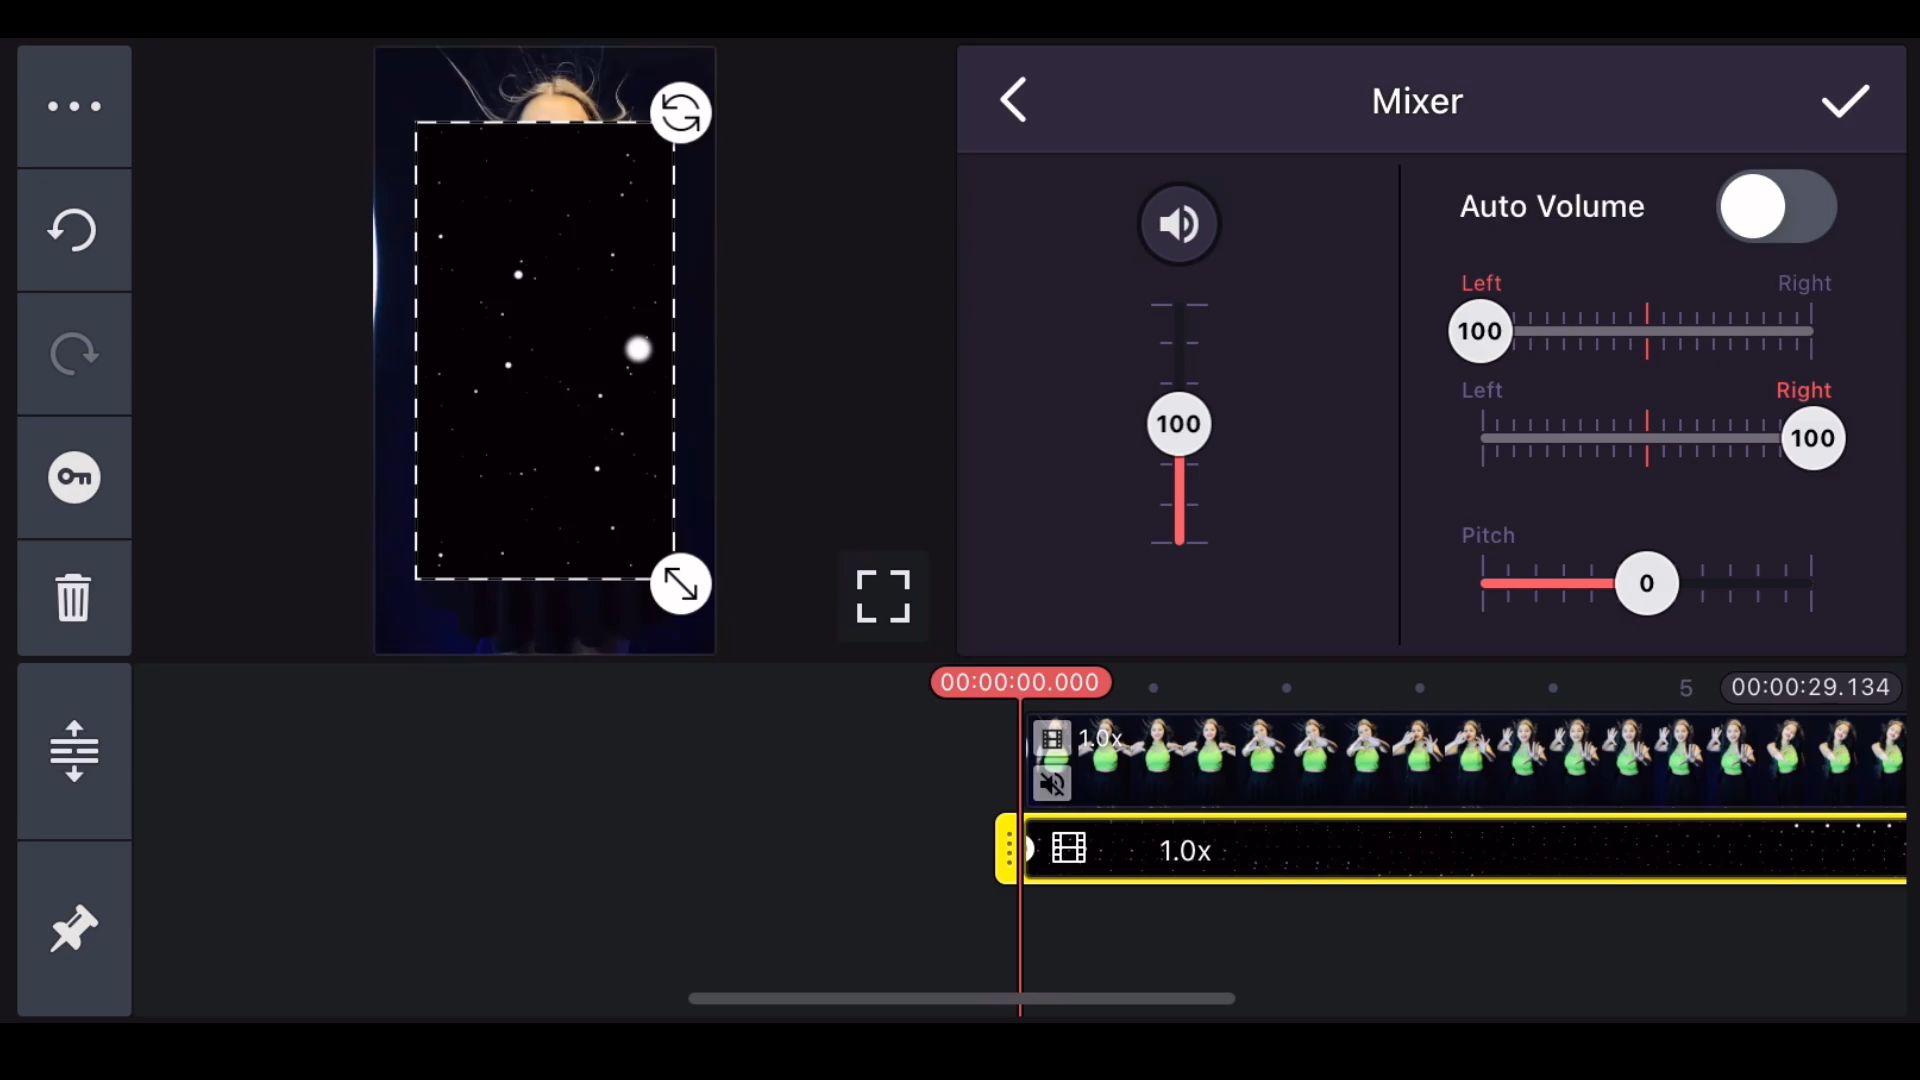 Mixer
Auto Volume
Left
Right
100
Left
Right
100
100
Pitch
0
00:00:00.000
5
00:00:29.134
1.0x
1.0x